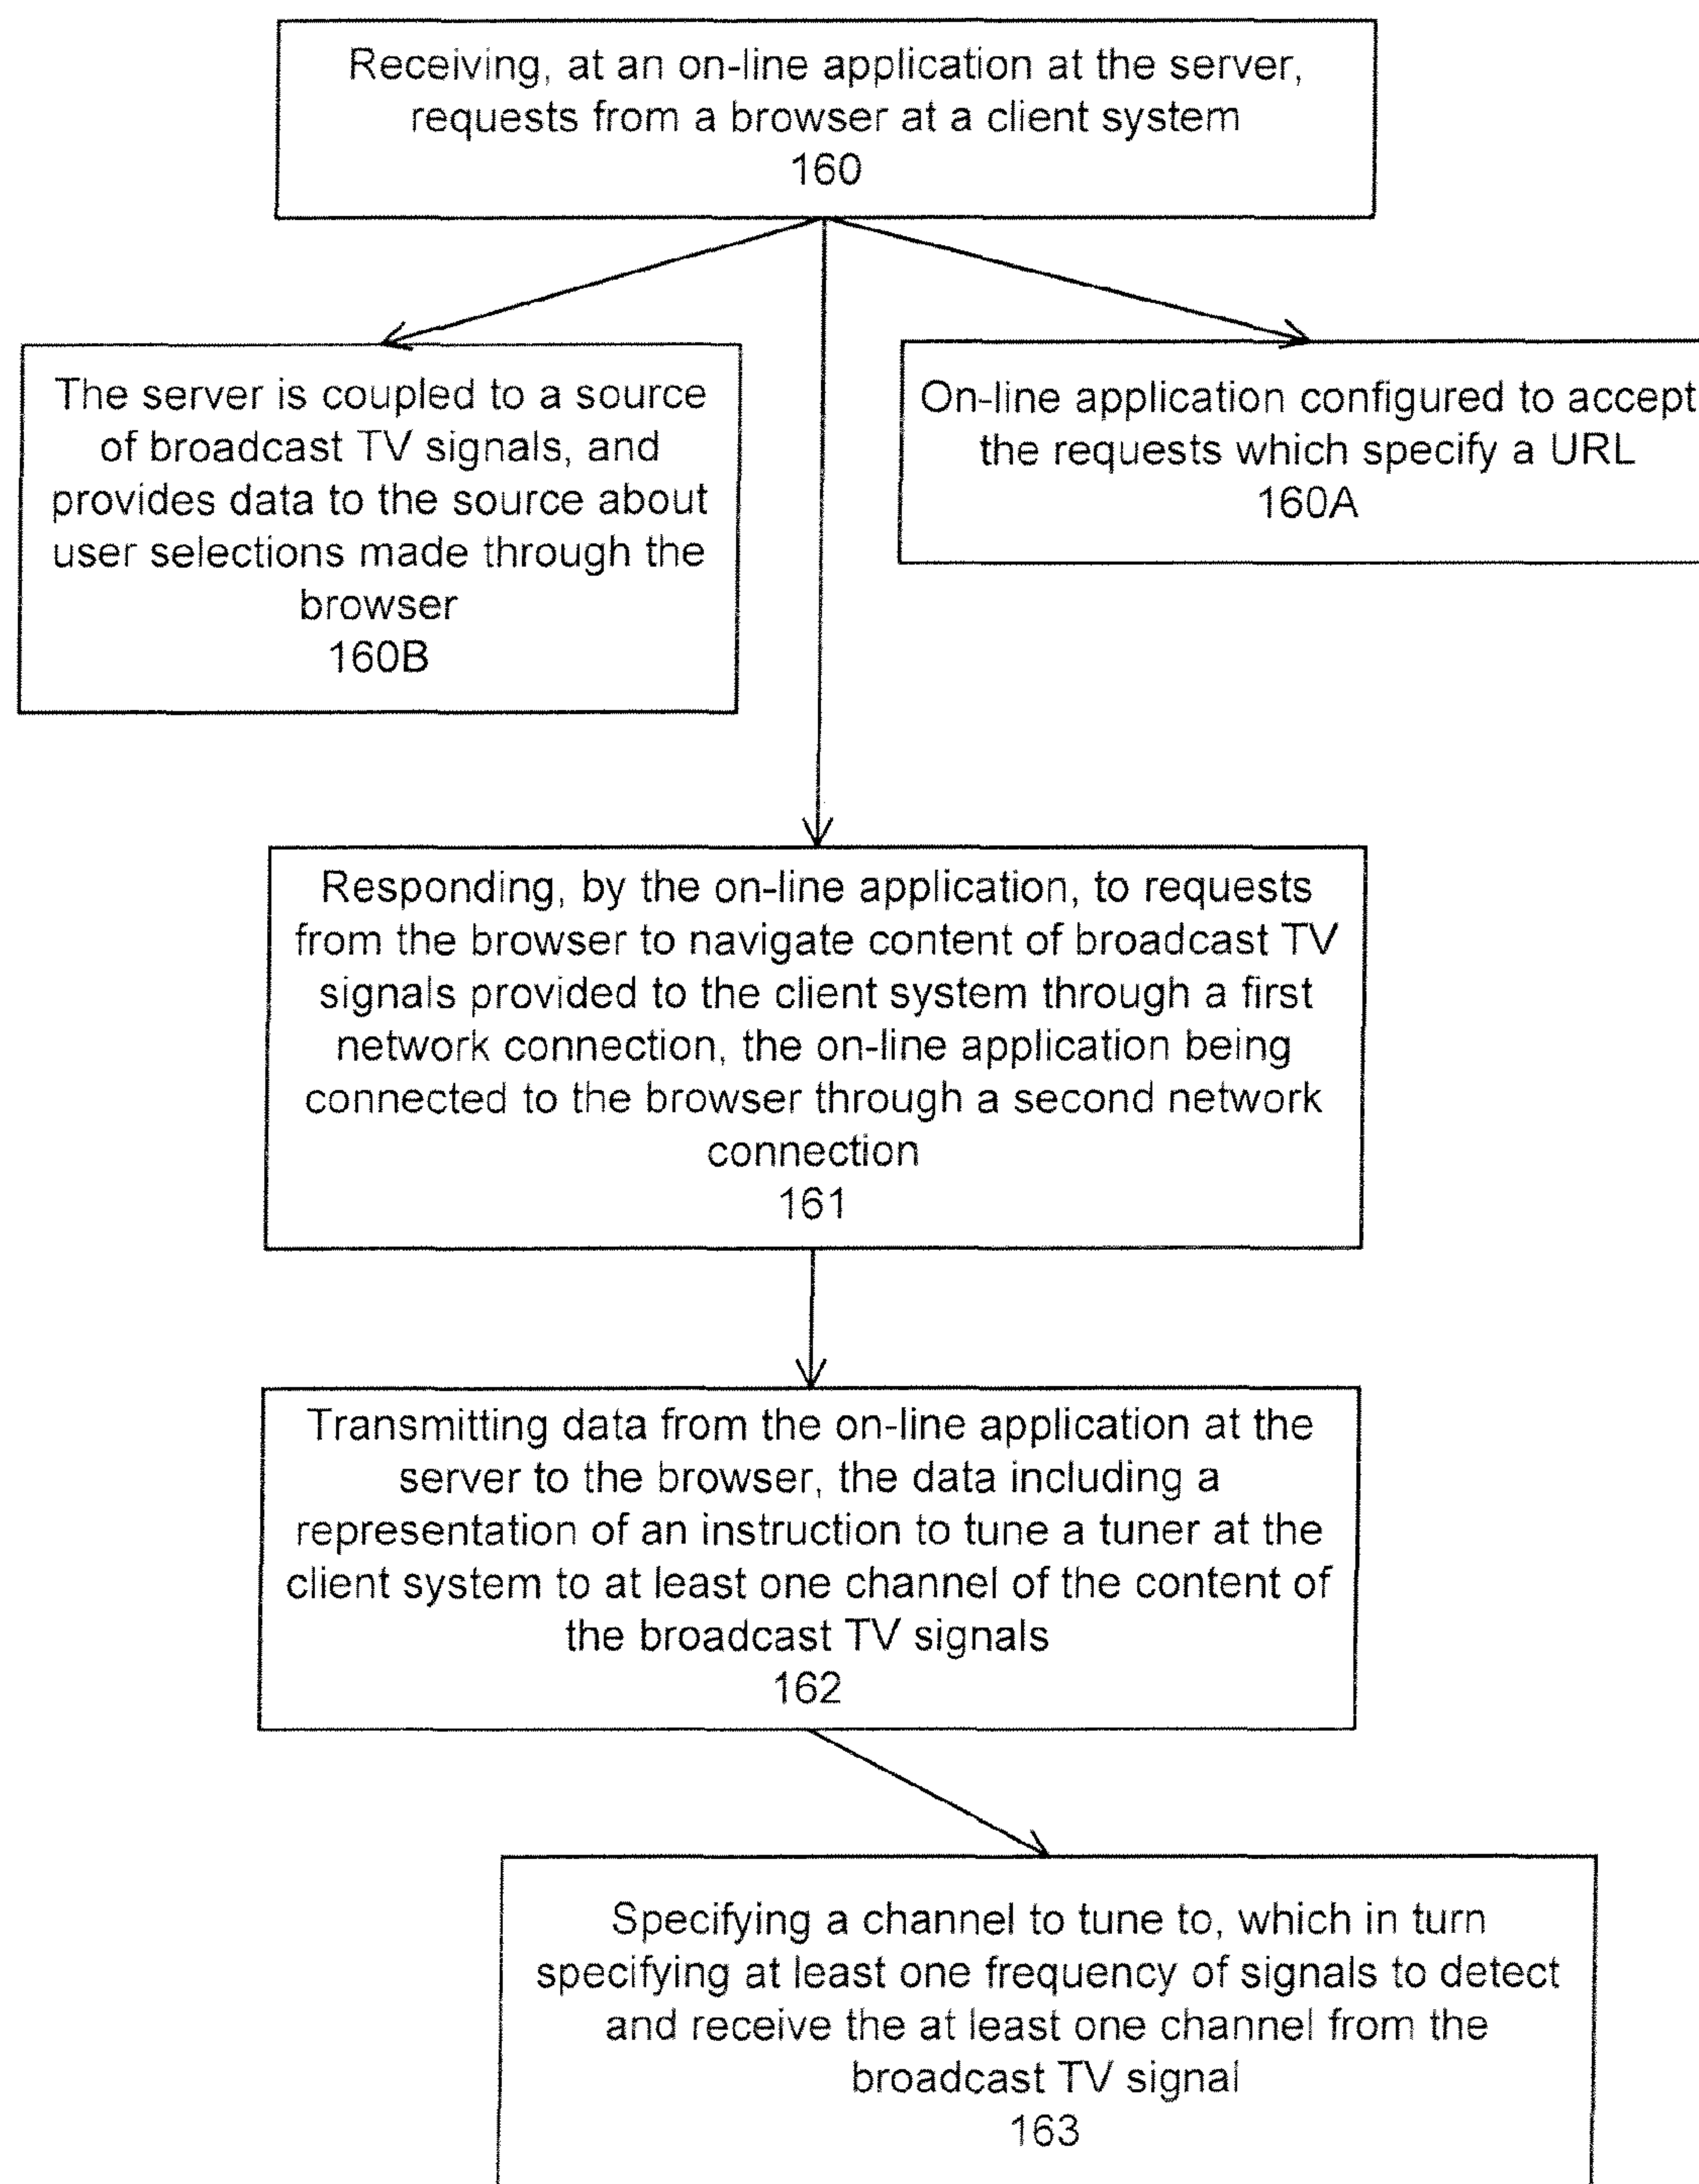 Receiving, at an on-line application at the server,
requests from a browser at a client system
160
The server is coupled to a source
of broadcast TV signals, and
provides data to the source about
user selections made through the
browser
160B
On-line application configured to accept
the requests which specify a URL
160A
Responding, by the on-line application, to requests
from the browser to navigate content of broadcast TV
signals provided to the client system through a first
network connection, the on-line application being
connected to the browser through a second network
connection
161
Transmitting data from the on-line application at the
server to the browser, the data including a
representation of an instruction to tune a tuner at the
client system to at least one channel of the content of
the broadcast TV signals
162
Specifying a channel to tune to, which in turn
specifying at least one frequency of signals to detect
and receive the at least one channel from the
broadcast TV signal
163